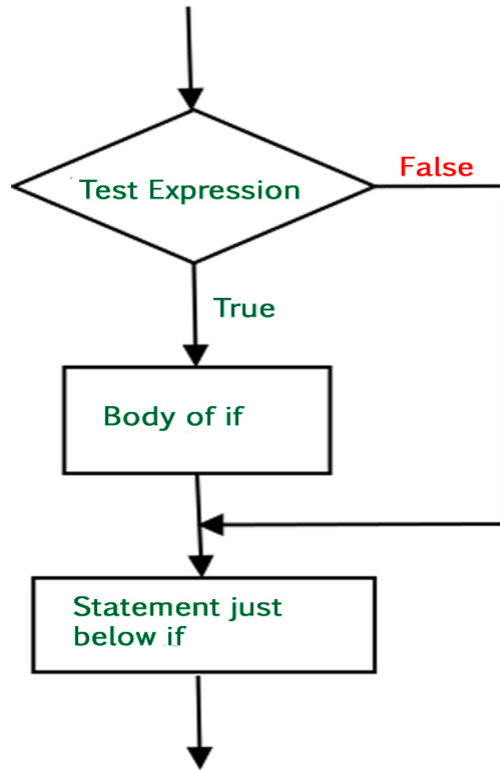 Test Expression
False
True
Body of if
Statement just
below if